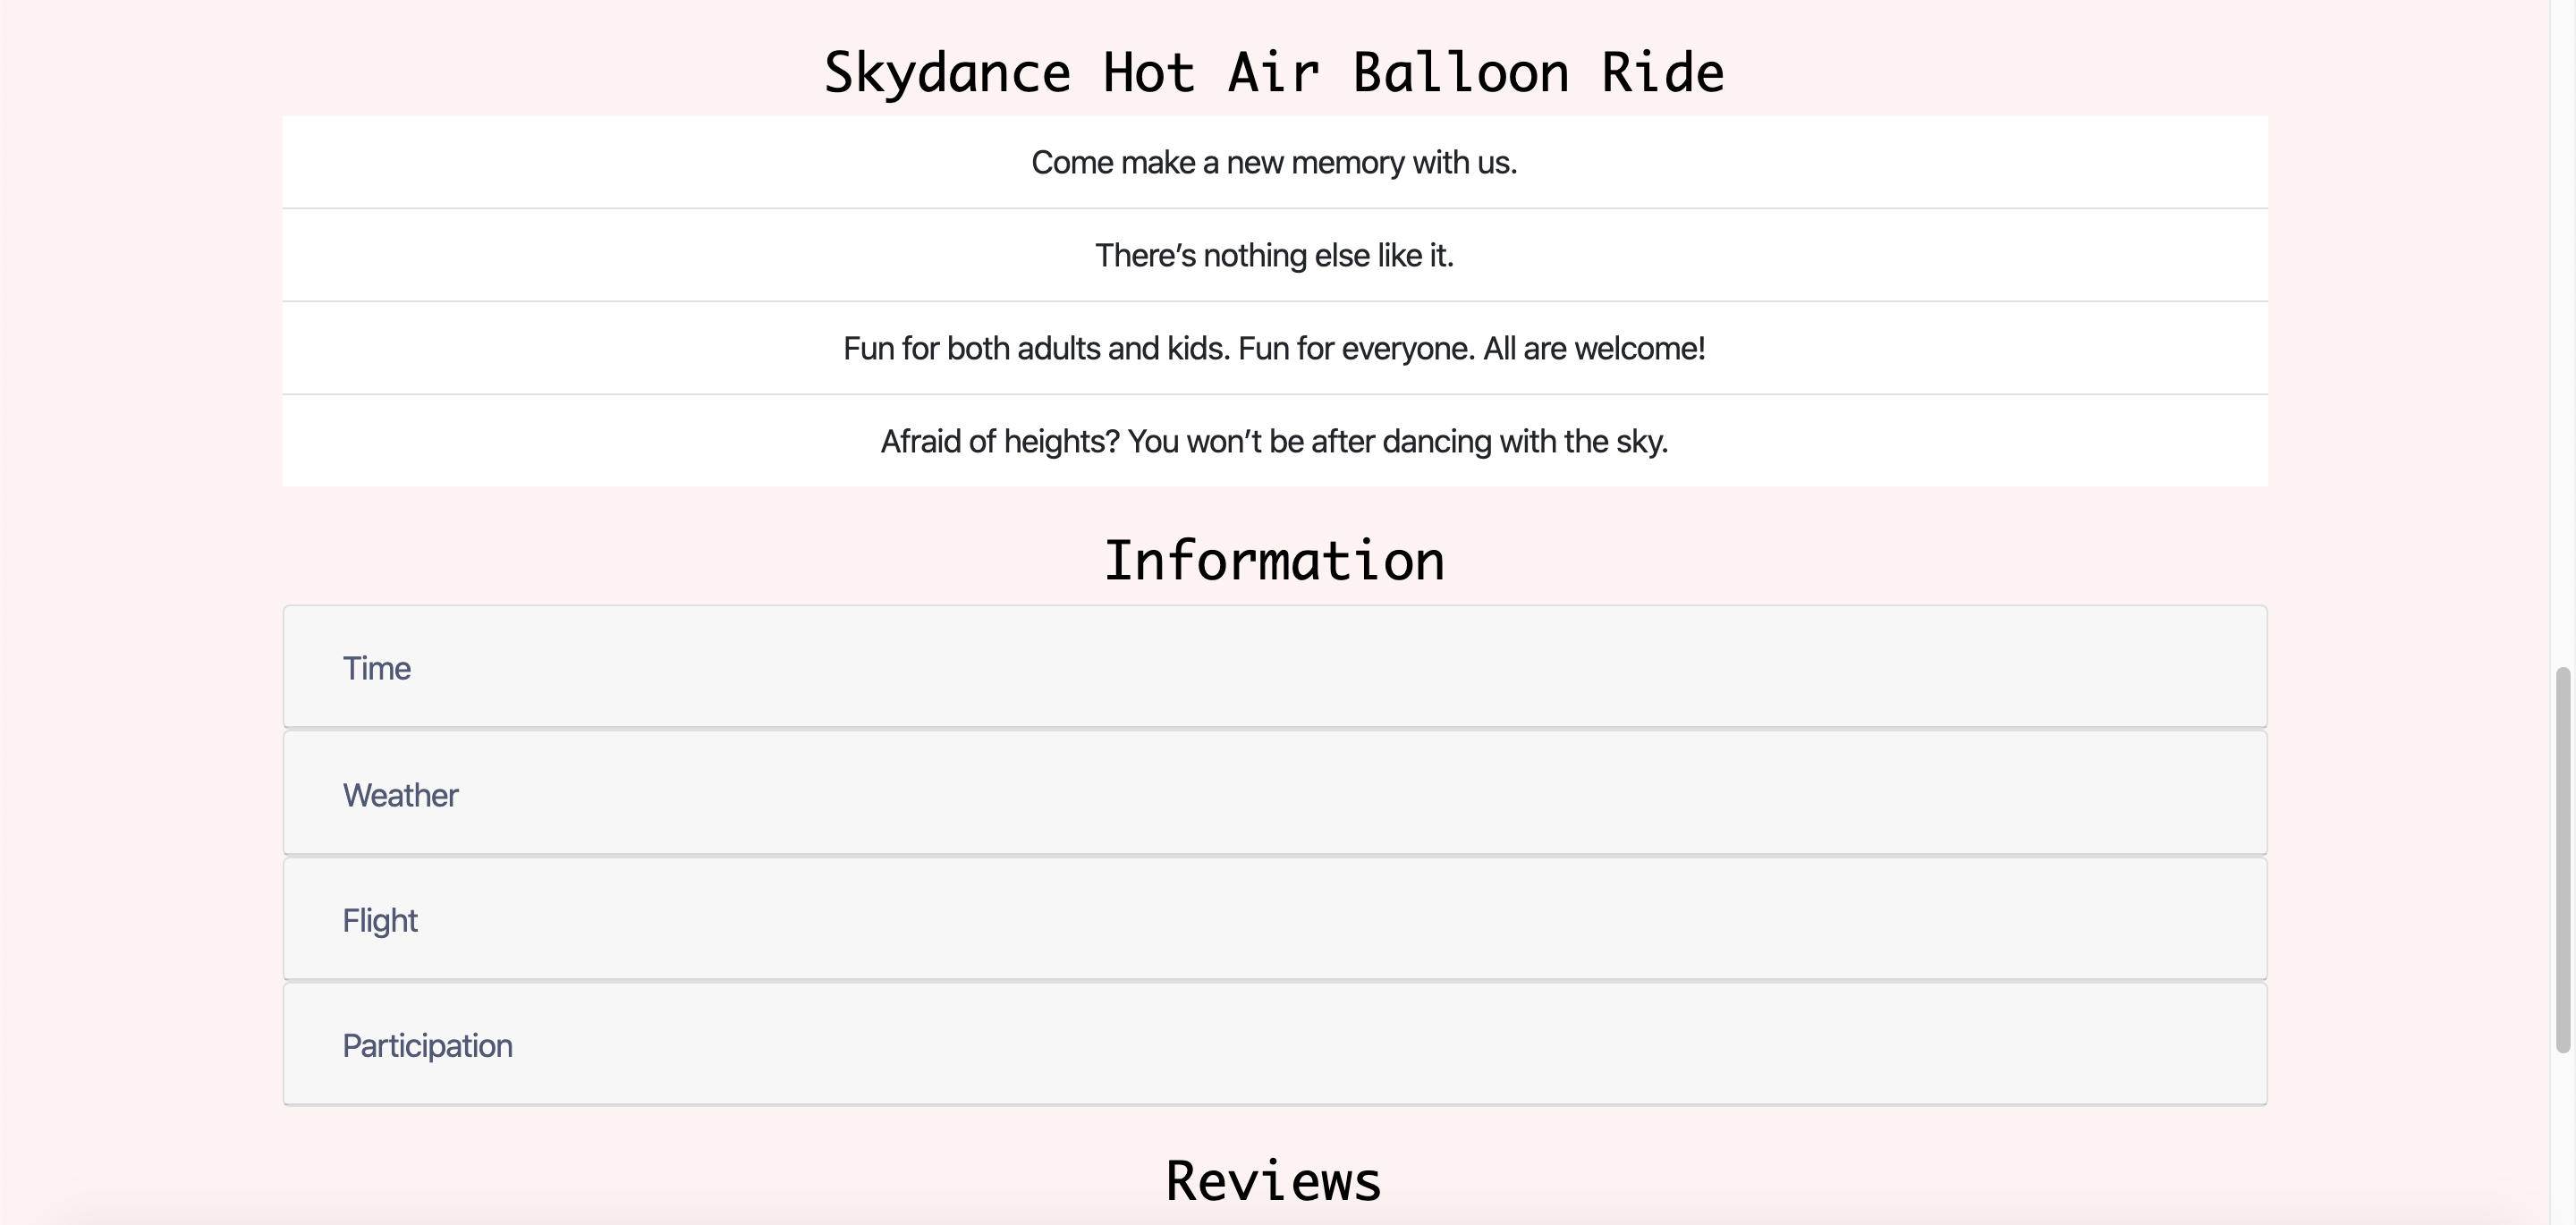 Skydance Hot Air Balloon Ride
Come make a new memory with us.
There’s nothing else like it.
Fun for both adults and kids. Fun for everyone. All are welcome!
Afraid of heights? You won’t be after dancing with the sky.
Information
Time
Weather
Flight
Participation
Reviews